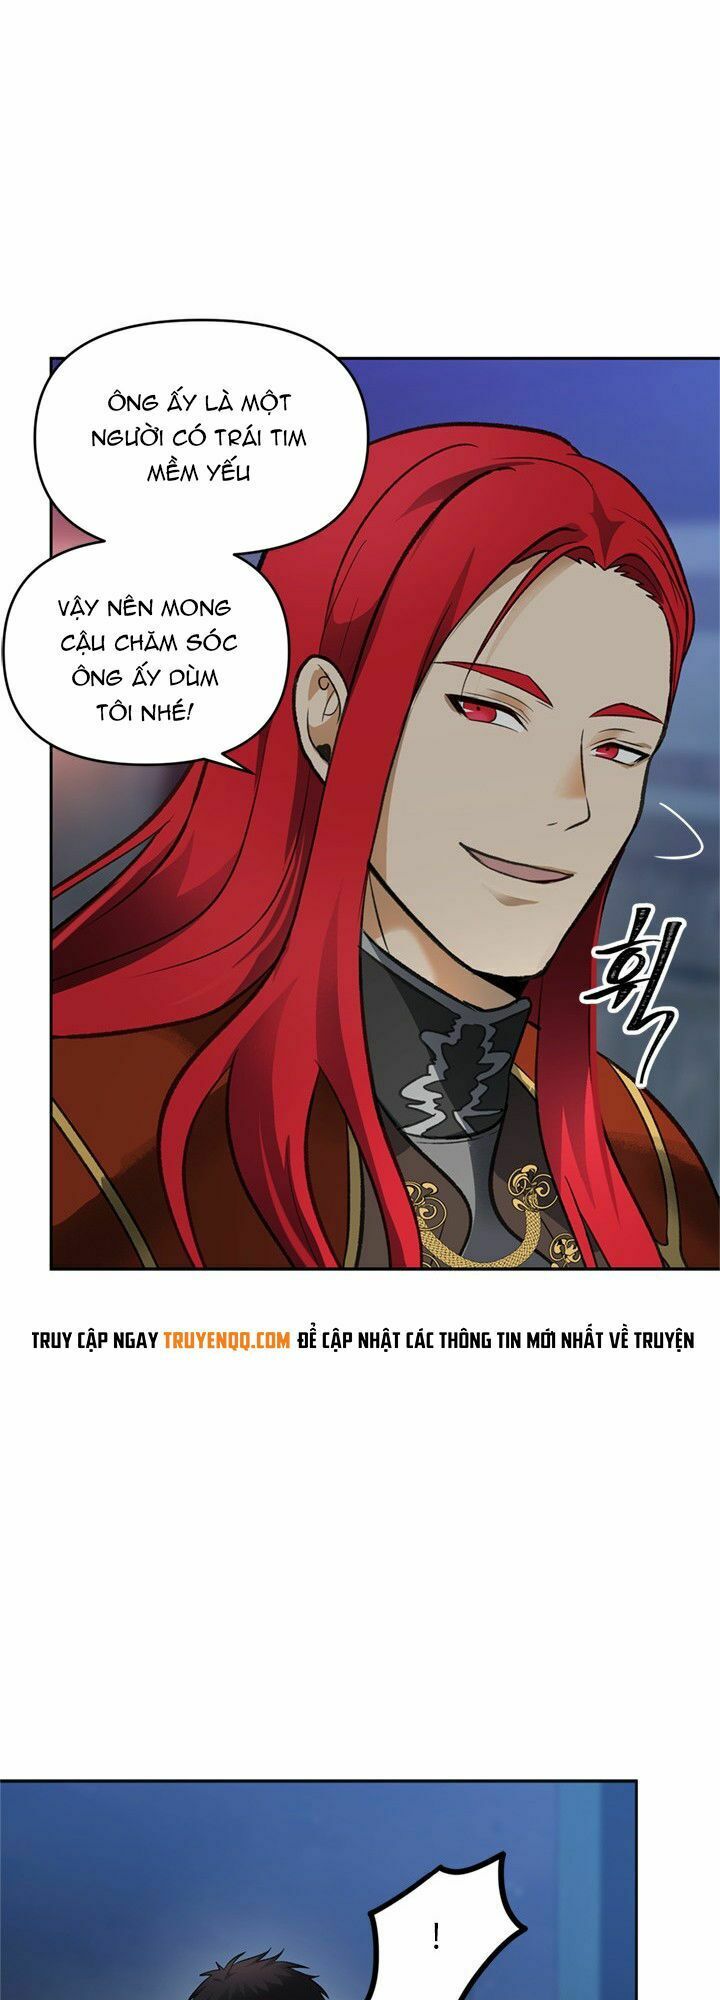 ÔNG ẤY LÀ MỘT
NGƯỜI CÓ TRÁI TIM
MỀM YẾU
VẬY NÊN MONG
CẬU CHĂM SÓC
ÔNG ẤY DÙM
TÔI NHÉ!
휙
TRUY CẬP NGAY TRUYENQQ.COM ĐỂ CẬP NHẬT CÁC THÔNG TIN MỚI NHẤT VỀ TRUYỆN
!